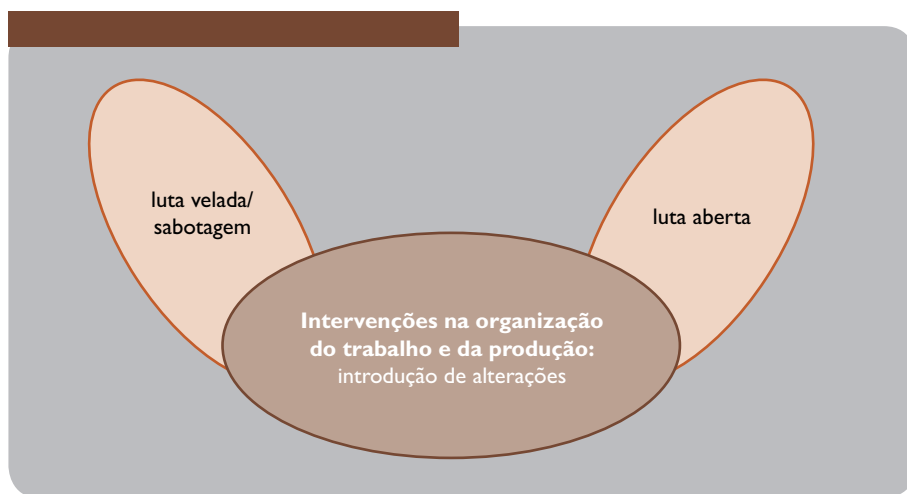 luta velada/
sabotagem
luta aberta
Intervenções na organização
do trabalho e da produção:
introdução de alterações